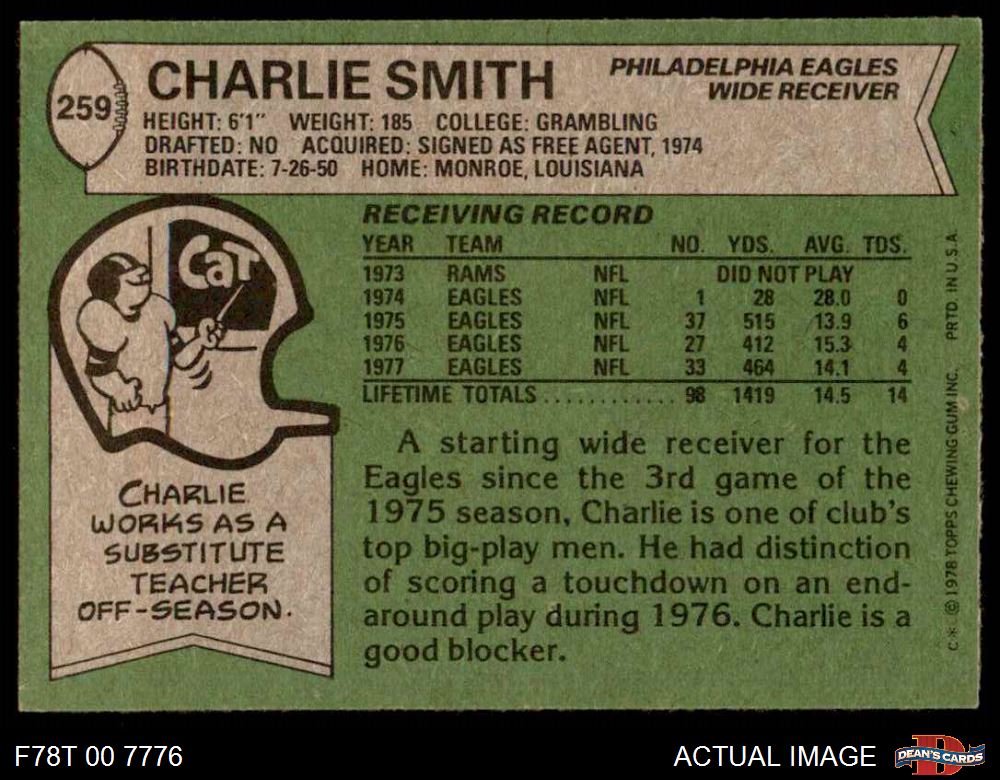 259
CHARLIE SMITH
PHILADELPHIA EAGLES
WIDE RECEIVER
HEIGHT: 6'1" WEIGHT: 185 COLLEGE: GRAMBLING
DRAFTED: NO ACQUIRED: SIGNED AS FREE AGENT, 1974
BIRTHDATE: 7-26-50 HOME: MONROE, LOUISIANA
CaT
CHARLIE
WORKS AS A
SUBSTITUTE
TEACHER
OFF-SEASON.
RECEIVING RECORD
YEAR TEAM NO. YDS. AVG. TDS.
1973 RAMS NFL DID NOT PLAY
1974 EAGLES NFL 1 28 28.0 0
1975 EAGLES NFL 37 515 13.9 6
1976 EAGLES NFL 27 412 15.3 4
1977 EAGLES NFL 33 464 14.1 4
LIFETIME TOTALS............ 98 1419 14.5 14
A starting wide receiver for the
Eagles since the 3rd game of the
1975 season, Charlie is one of club's
top big-play men. He had distinction
of scoring a touchdown on an end-
around play during 1976. Charlie is a
good blocker.
C* © 1978 TOPPS CHEWING GUM INC. PRTD. IN U.S.A.
F78T 00 7776
ACTUAL IMAGE
DEAN'S CARDS